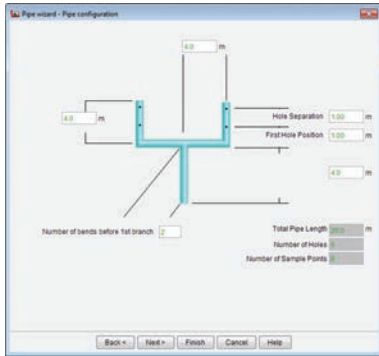 Pipe wizard - Pipe configuration
4.0 m
4.0 m
Hole Separation 1.00 m
First Hole Position 1.00 m
4.0 m
Number of bends before 1st branch 2
Total Pipe Length m
Number of Holes
Number of Sample Points
Back < Next > Finish Cancel Help